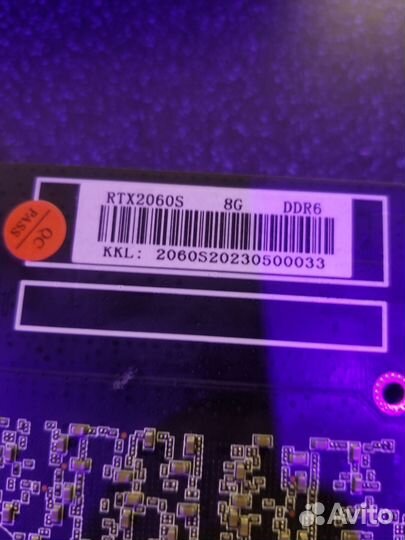 RTX2060S 8G DDR6
KKL: 2060S20230500033
QC
PASS
Avito